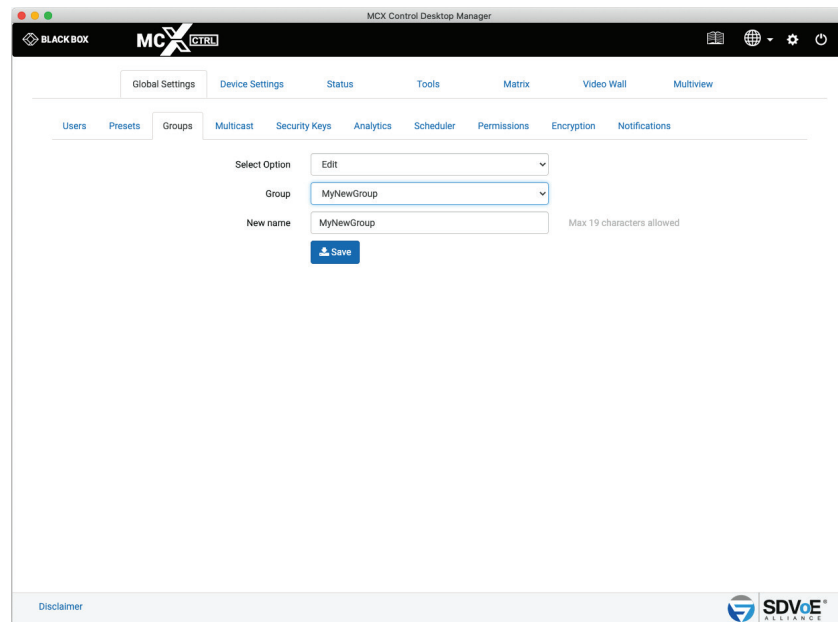 MCX Control Desktop Manager
BLACK BOX MCX CTRL
Global Settings Device Settings Status Tools Matrix Video Wall Multiview
Users Presets Groups Multicast Security Keys Analytics Scheduler Permissions Encryption Notifications
Select Option Edit
Group MyNewGroup
New name MyNewGroup Max 19 characters allowed
Save
Disclaimer
SDVoE®
ALLIANCE